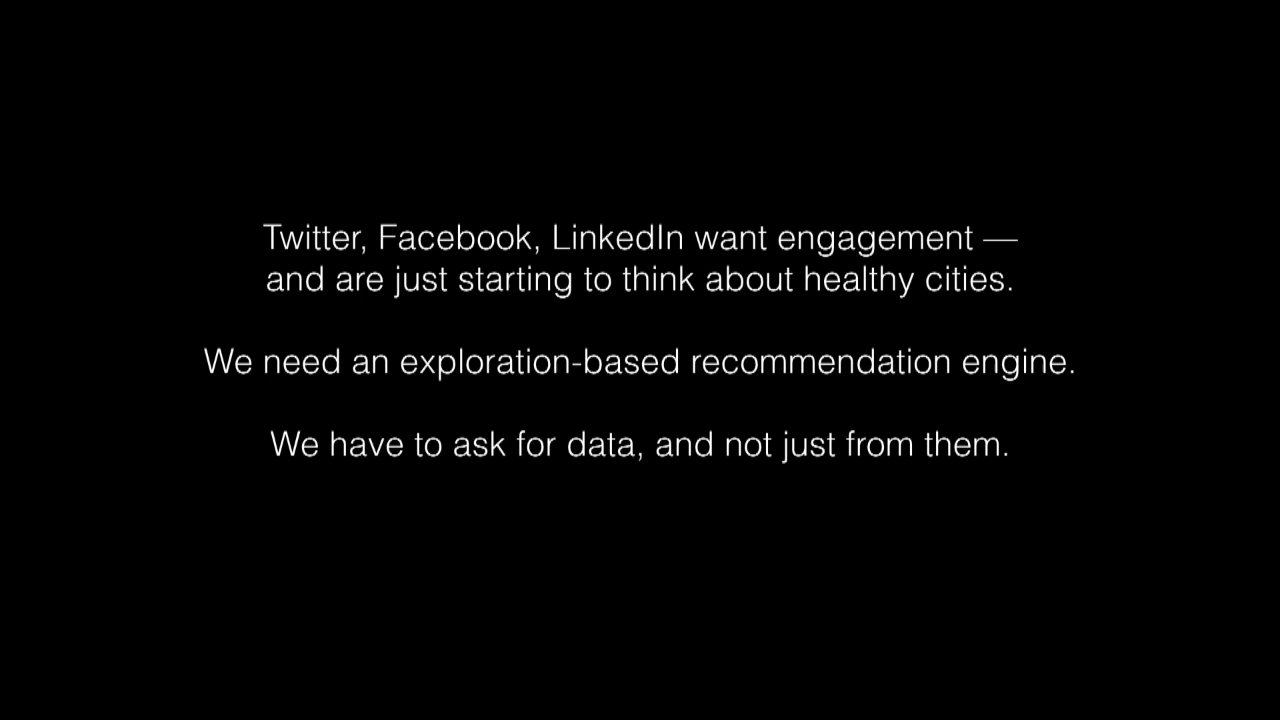 Twitter, Facebook, LinkedIn want engagement —
and are just starting to think about healthy cities.
We need an exploration-based recommendation engine.
We have to ask for data, and not just from them.